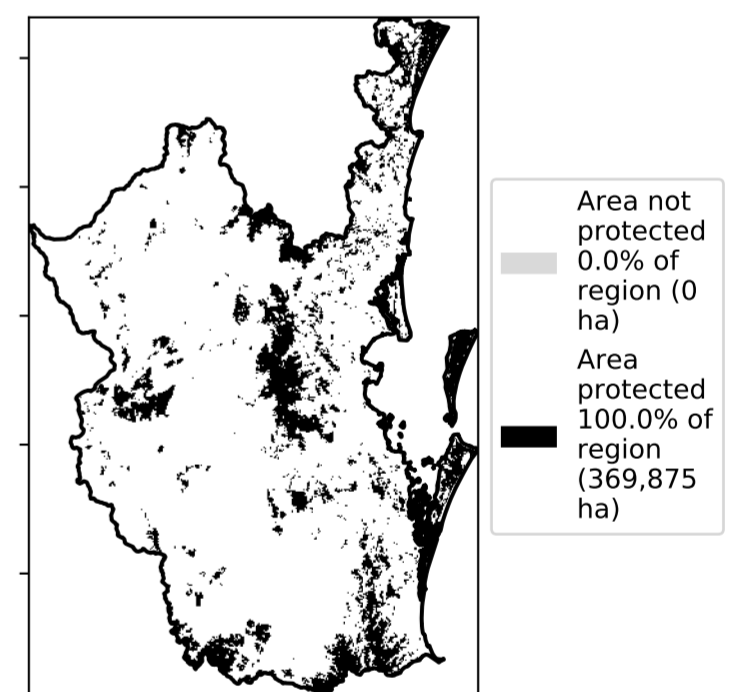 Area not
protected
0.0% of
region (0
ha)
Area
protected
100.0% of
region
(369,875
ha)